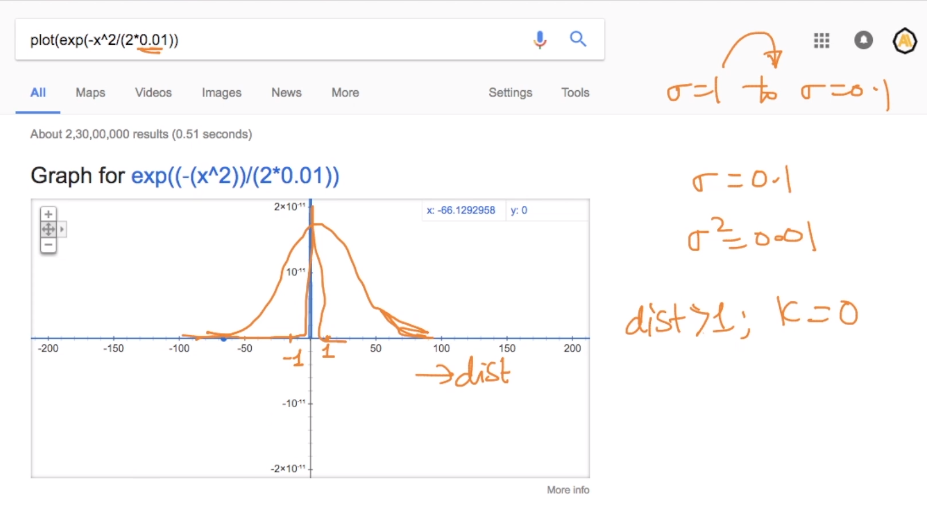 plot(exp(-x^2/(2*0.01))
All Maps Videos Images News More Settings Tools
σ=1 to σ=0.1
About 2,30,00,000 results (0.51 seconds)
Graph for exp((-(x^2))/(2*0.01))
σ=0.1
σ²=0.01
2×10¹¹
x: -66.1292958 y: 0
10⁻¹¹
dist>1; K=0
-200 -150 -100 -50 50 100 150 200
-1 1
→dist
-10⁻¹¹
-2×10⁻¹¹
More info